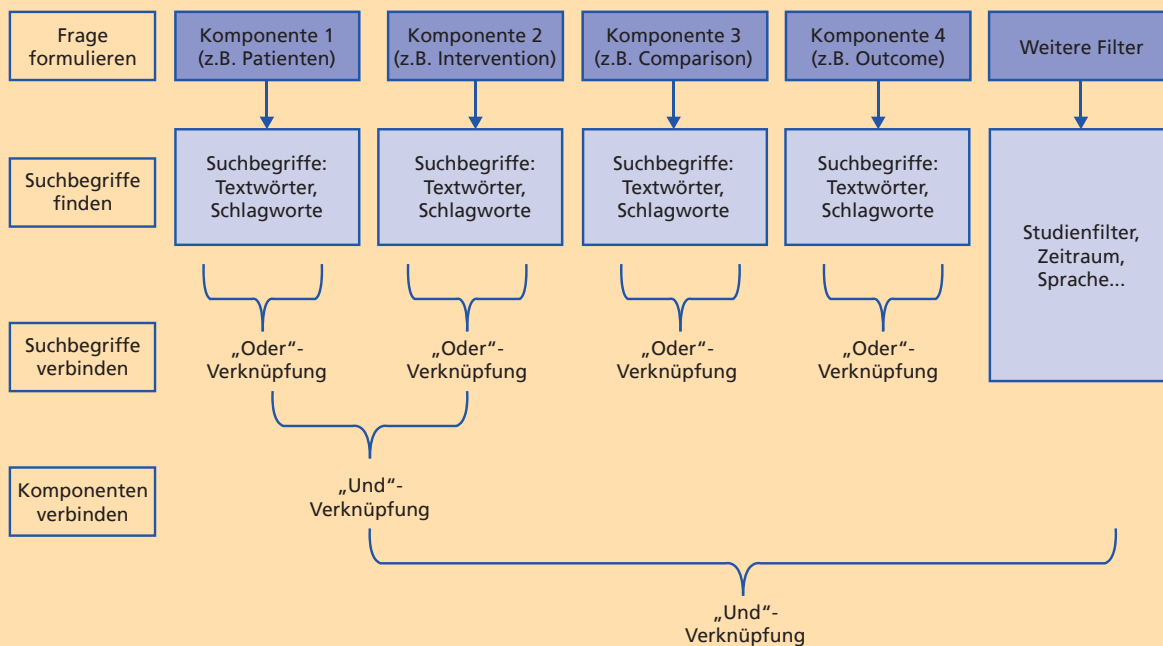 Frage
formulieren
Komponente 1
(z.B. Patienten)
Komponente 2
(z.B. Intervention)
Komponente 3
(z.B. Comparison)
Komponente 4
(z.B. Outcome)
Weitere Filter
Suchbegriffe
finden
Suchbegriffe:
Textwörter,
Schlagworte
Suchbegriffe:
Textwörter,
Schlagworte
Suchbegriffe:
Textwörter,
Schlagworte
Suchbegriffe:
Textwörter,
Schlagworte
Studienfilter,
Zeitraum,
Sprache...
Suchbegriffe
verbinden
„Oder“-
Verknüpfung
„Oder“-
Verknüpfung
„Oder“-
Verknüpfung
„Oder“-
Verknüpfung
Komponenten
verbinden
„Und“-
Verknüpfung
„Und“-
Verknüpfung